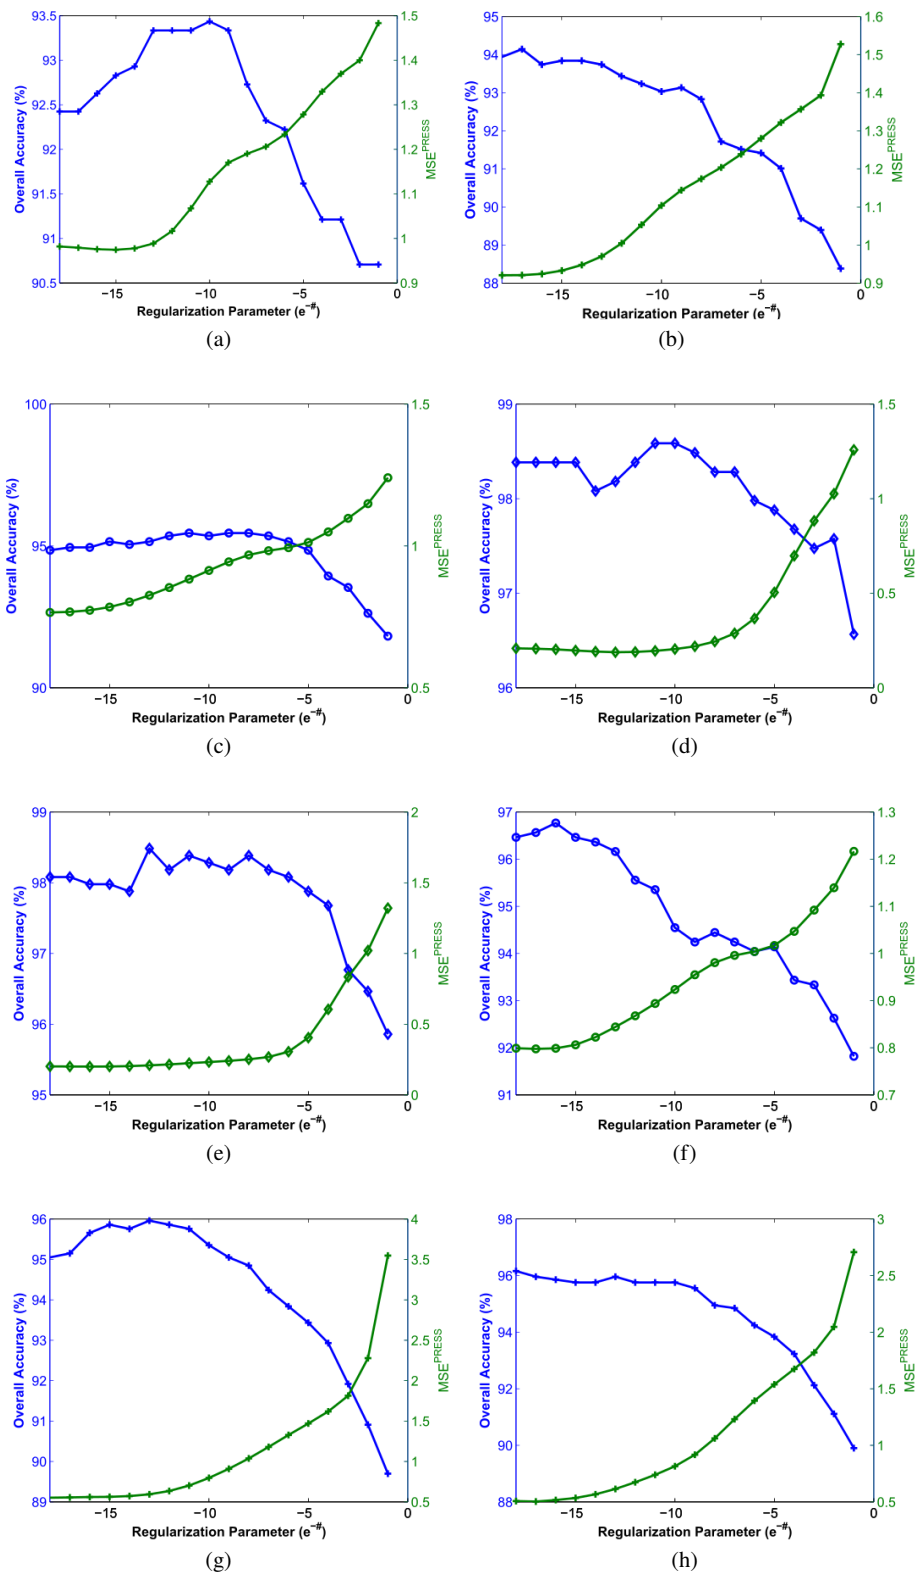 93.5
93
92.5
92
91.5
91
90.5
Overall Accuracy (%)
1.5
1.4
1.3
1.2
1.1
1
0.9
MSE^PRESS
−15 −10 −5 0
Regularization Parameter (e^−#)
(a)
95
94
93
92
91
90
89
88
Overall Accuracy (%)
1.6
1.5
1.4
1.3
1.2
1.1
1
0.9
MSE^PRESS
−15 −10 −5 0
Regularization Parameter (e^−#)
(b)
100
95
90
Overall Accuracy (%)
1.5
1
0.5
MSE^PRESS
−15 −10 −5 0
Regularization Parameter (e^−#)
(c)
99
98
97
96
Overall Accuracy (%)
1.5
1
0.5
0
MSE^PRESS
−15 −10 −5 0
Regularization Parameter (e^−#)
(d)
99
98
97
96
95
Overall Accuracy (%)
2
1.5
1
0.5
0
MSE^PRESS
−15 −10 −5 0
Regularization Parameter (e^−#)
(e)
97
96
95
94
93
92
91
Overall Accuracy (%)
1.3
1.2
1.1
1
0.9
0.8
0.7
MSE^PRESS
−15 −10 −5 0
Regularization Parameter (e^−#)
(f)
96
95
94
93
92
91
90
89
Overall Accuracy (%)
4
3.5
3
2.5
2
1.5
1
0.5
MSE^PRESS
−15 −10 −5 0
Regularization Parameter (e^−#)
(g)
98
96
94
92
90
88
Overall Accuracy (%)
3
2.5
2
1.5
1
0.5
MSE^PRESS
−15 −10 −5 0
Regularization Parameter (e^−#)
(h)